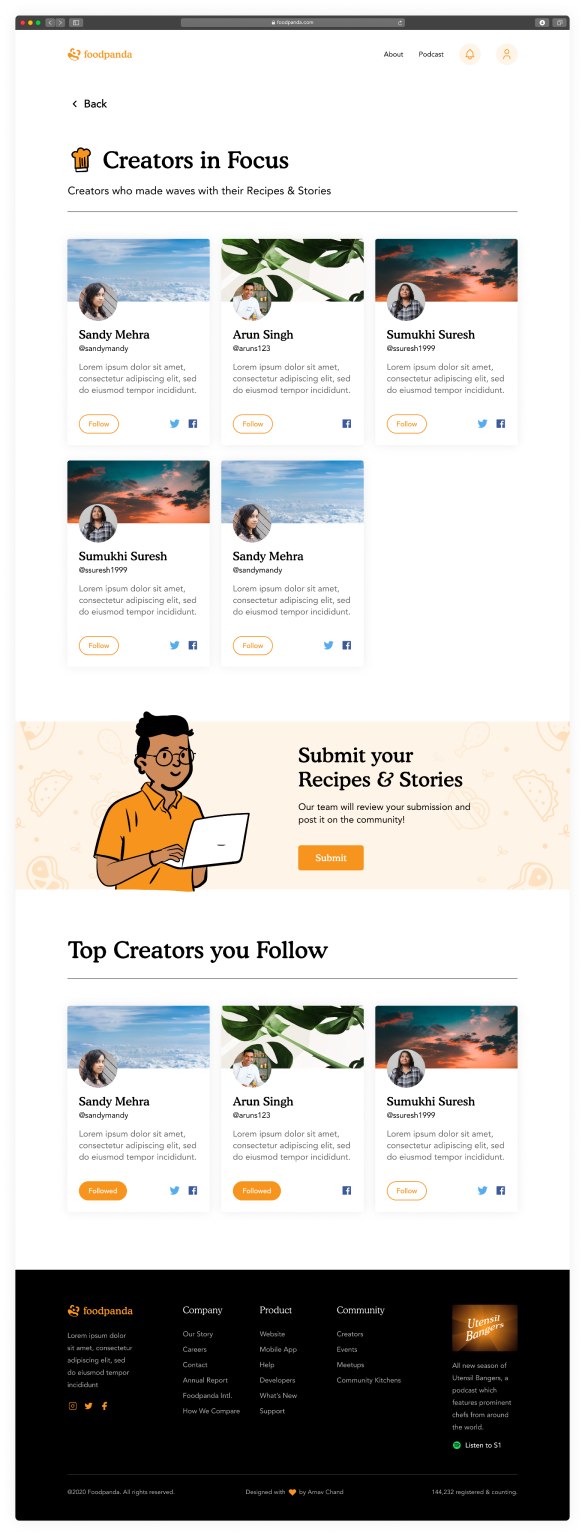 foodpanda.com
foodpanda
About
Podcast
Back
Creators in Focus
Creators who made waves with their Recipes & Stories
Sandy Mehra
@sandymandy
Lorem ipsum dolor sit amet,
consectetur adipiscing elit, sed
do eiusmod tempor incididunt.
Follow
Arun Singh
@aruns123
Lorem ipsum dolor sit amet,
consectetur adipiscing elit, sed
do eiusmod tempor incididunt.
Follow
Sumukhi Suresh
@ssuresh1999
Lorem ipsum dolor sit amet,
consectetur adipiscing elit, sed
do eiusmod tempor incididunt.
Follow
Sumukhi Suresh
@ssuresh1999
Lorem ipsum dolor sit amet,
consectetur adipiscing elit, sed
do eiusmod tempor incididunt.
Follow
Sandy Mehra
@sandymandy
Lorem ipsum dolor sit amet,
consectetur adipiscing elit, sed
do eiusmod tempor incididunt.
Follow
Submit your
Recipes & Stories
Our team will review your submission and
post it on the community!
Submit
Top Creators you Follow
Sandy Mehra
@sandymandy
Lorem ipsum dolor sit amet,
consectetur adipiscing elit, sed
do eiusmod tempor incididunt.
Followed
Arun Singh
@aruns123
Lorem ipsum dolor sit amet,
consectetur adipiscing elit, sed
do eiusmod tempor incididunt.
Followed
Sumukhi Suresh
@ssuresh1999
Lorem ipsum dolor sit amet,
consectetur adipiscing elit, sed
do eiusmod tempor incididunt.
Follow
foodpanda
Lorem ipsum dolor
sit amet, consectetur
adipiscing elit, sed
do eiusmod tempor
incididunt
Company
Our Story
Careers
Contact
Annual Report
Foodpanda Intl.
How We Compare
Product
Website
Mobile App
Help
Developers
What's New
Support
Community
Creators
Events
Meetups
Community Kitchens
Utensil
Bangers
All new season of
Utensil Bangers, a
podcast which
features prominent
chefs from around
the world.
Listen to S1
@2020 Foodpanda. All rights reserved.
Designed with
by Arnav Chand
144,232 registered & counting.